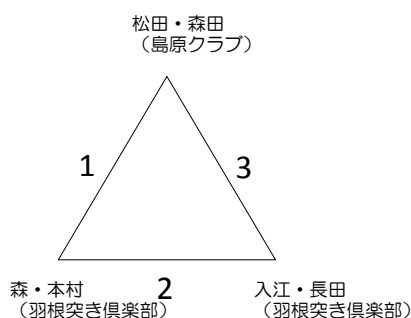 松田・森田
（島原クラブ）
1
3
森・本村
（羽根突き倶楽部）
2
入江・長田
（羽根突き倶楽部）